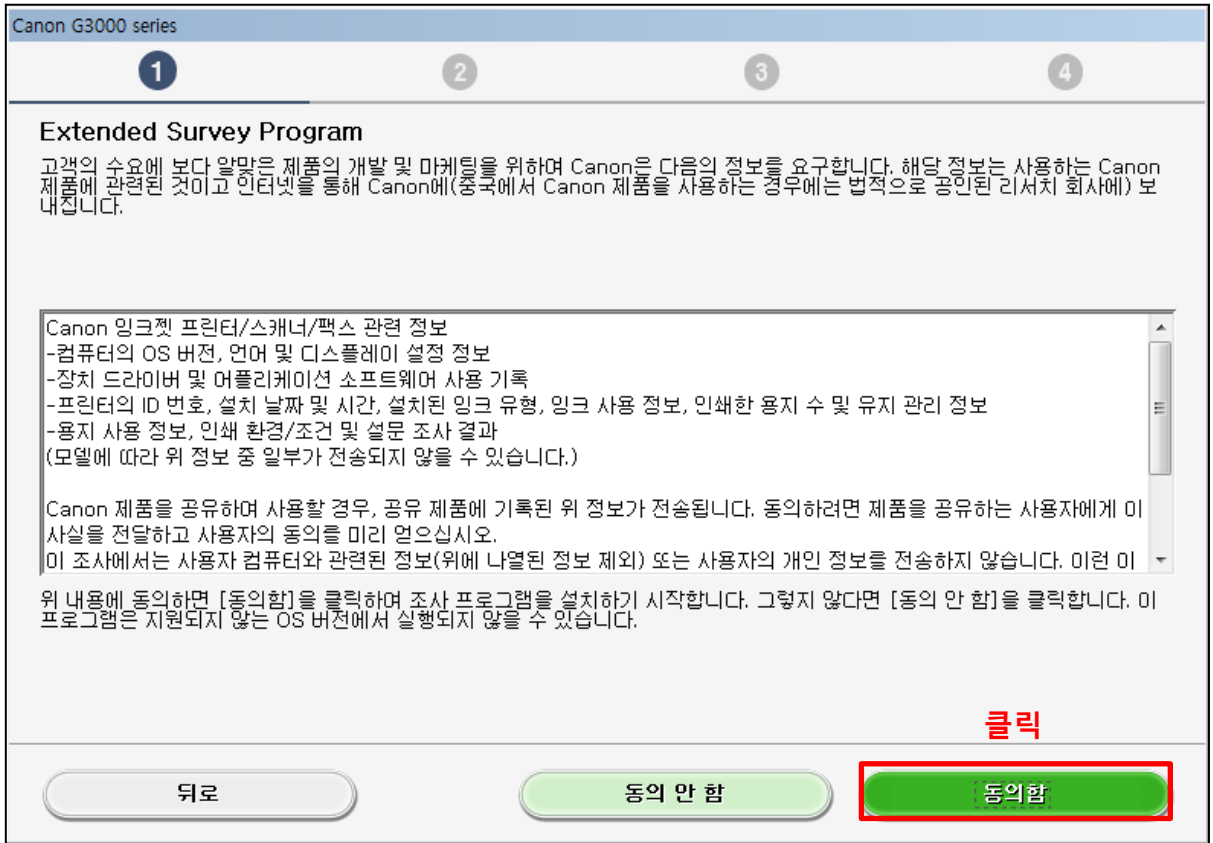 Canon G3000 series
1 2 3 4
Extended Survey Program
고객의 수요에 보다 알맞은 제품의 개발 및 마케팅을 위하여 Canon은 다음의 정보를 요구합니다. 해당 정보는 사용하는 Canon
제품에 관련된 것이고 인터넷을 통해 Canon에(중국에서 Canon 제품을 사용하는 경우에는 법적으로 공인된 리서치 회사에) 보
내집니다.
Canon 잉크젯 프린터/스캐너/팩스 관련 정보
-컴퓨터의 OS 버전, 언어 및 디스플레이 설정 정보
-장치 드라이버 및 어플리케이션 소프트웨어 사용 기록
-프린터의 ID 번호, 설치 날짜 및 시간, 설치된 잉크 유형, 잉크 사용 정보, 인쇄한 용지 수 및 유지 관리 정보
-용지 사용 정보, 인쇄 환경/조건 및 설문 조사 결과
(모델에 따라 위 정보 중 일부가 전송되지 않을 수 있습니다.)
Canon 제품을 공유하여 사용할 경우, 공유 제품에 기록된 위 정보가 전송됩니다. 동의하려면 제품을 공유하는 사용자에게 이
사실을 전달하고 사용자의 동의를 미리 얻으십시오.
이 조사에서는 사용자 컴퓨터와 관련된 정보(위에 나열된 정보 제외) 또는 사용자의 개인 정보를 전송하지 않습니다. 이런 이
위 내용에 동의하면 [동의함]을 클릭하여 조사 프로그램을 설치하기 시작합니다. 그렇지 않다면 [동의 안 함]을 클릭합니다. 이
프로그램은 지원되지 않는 OS 버전에서 실행되지 않을 수 있습니다.
클릭
뒤로 동의 안 함 동의함